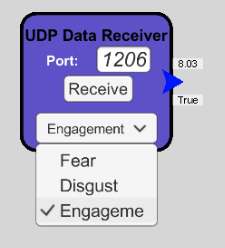 UDP Data Receiver
Port: 1206
8.03
Receive
True
Engagement
Fear
Disgust
Engageme